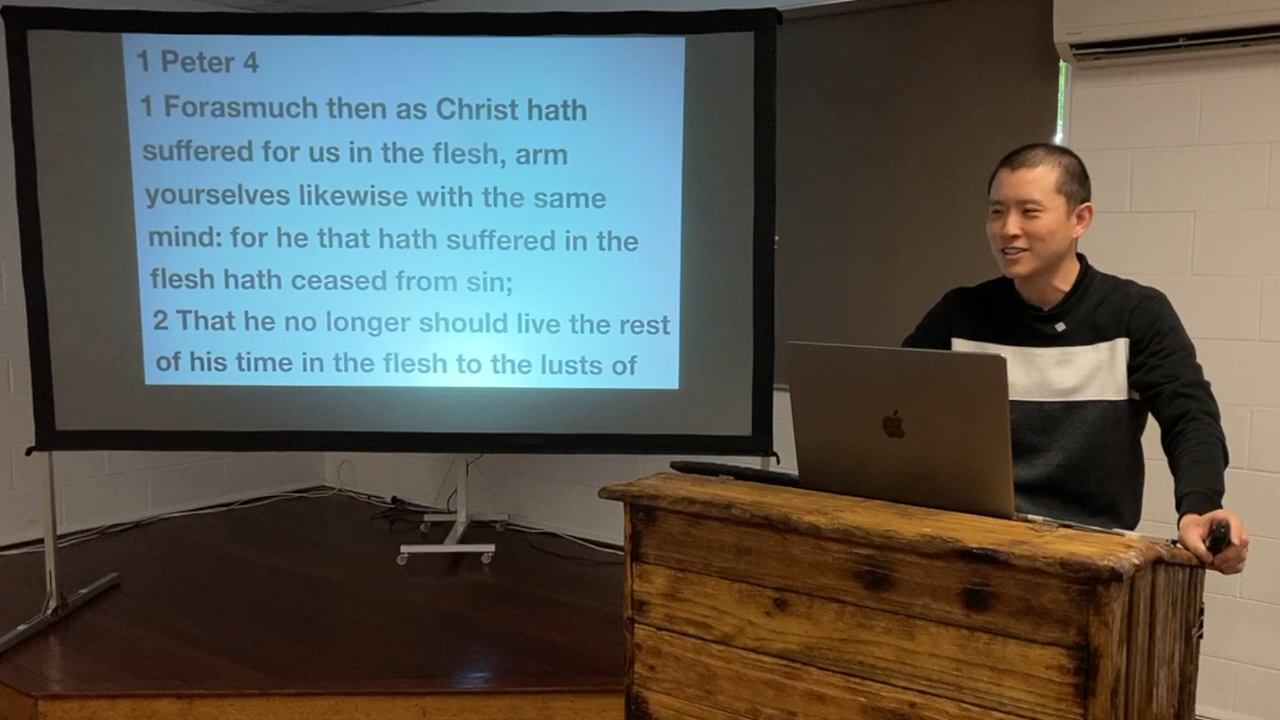 1 Peter 4
1 Forasmuch then as Christ hath
suffered for us in the flesh, arm
yourselves likewise with the same
mind: for he that hath suffered in the
flesh hath ceased from sin;
2 That he no longer should live the rest
of his time in the flesh to the lusts of